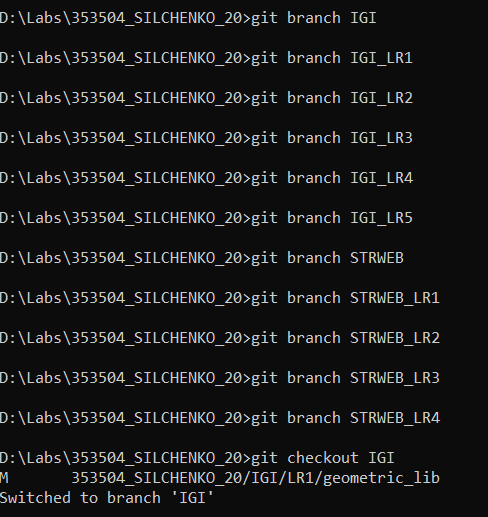 D:\Labs\353504_SILCHENKO_20>git branch IGI
D:\Labs\353504_SILCHENKO_20>git branch IGI_LR1
D:\Labs\353504_SILCHENKO_20>git branch IGI_LR2
D:\Labs\353504_SILCHENKO_20>git branch IGI_LR3
D:\Labs\353504_SILCHENKO_20>git branch IGI_LR4
D:\Labs\353504_SILCHENKO_20>git branch IGI_LR5
D:\Labs\353504_SILCHENKO_20>git branch STRWEB
D:\Labs\353504_SILCHENKO_20>git branch STRWEB_LR1
D:\Labs\353504_SILCHENKO_20>git branch STRWEB_LR2
D:\Labs\353504_SILCHENKO_20>git branch STRWEB_LR3
D:\Labs\353504_SILCHENKO_20>git branch STRWEB_LR4
D:\Labs\353504_SILCHENKO_20>git checkout IGI
M       353504_SILCHENKO_20/IGI/LR1/geometric_lib
Switched to branch 'IGI'